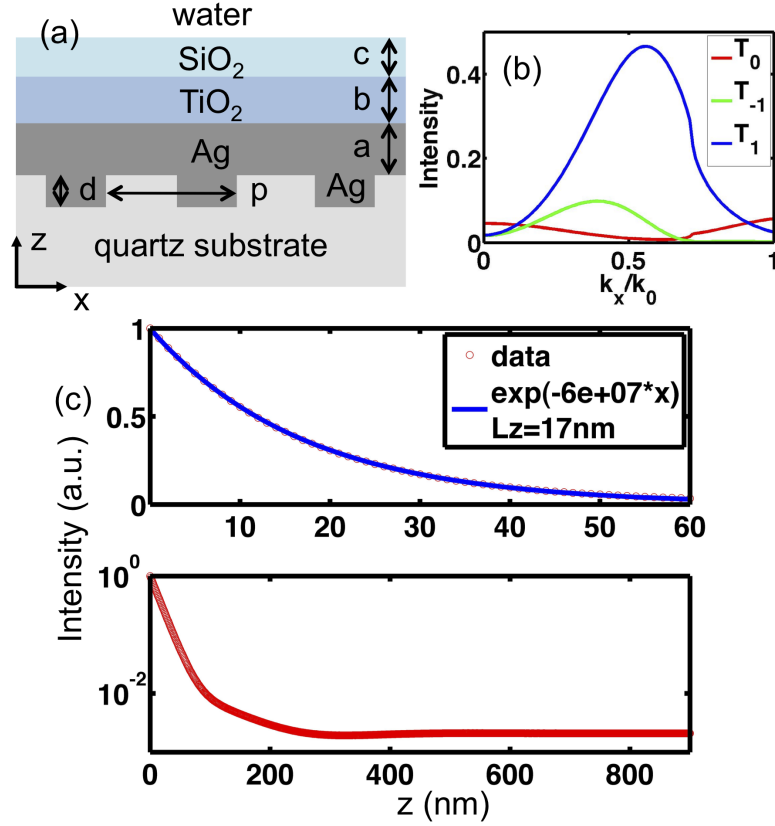 (a)
water
SiO₂
c
TiO₂
b
Ag
a
d
p
Ag
quartz substrate
z
x
(b)
Intensity
0.4
0.2
0
0
0.5
1
kₓ/k₀
T₀
T₋₁
T₁
(c)
Intensity (a.u.)
1
0.5
0
10
20
30
40
50
60
data
exp(-6e+07*x)
Lz=17nm
10⁰
10⁻²
0
200
400
600
800
z (nm)